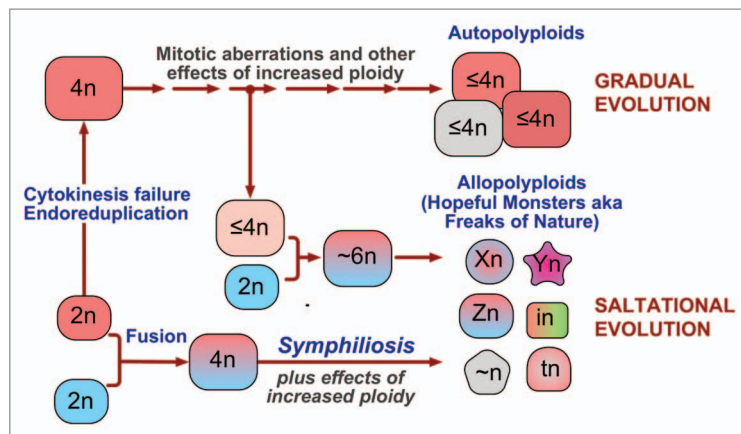 Mitotic aberrations and other
effects of increased ploidy
Autopolyploids
4n
≤4n
≤4n
≤4n
GRADUAL
EVOLUTION
Cytokinesis failure
Endoreduplication
Allopolyploids
(Hopeful Monsters aka
Freaks of Nature)
≤4n
2n
~6n
Xn
Yn
2n
Fusion
4n
Symphiliosis
plus effects of
increased ploidy
Zn
in
SALTATIONAL
EVOLUTION
2n
~n
tn